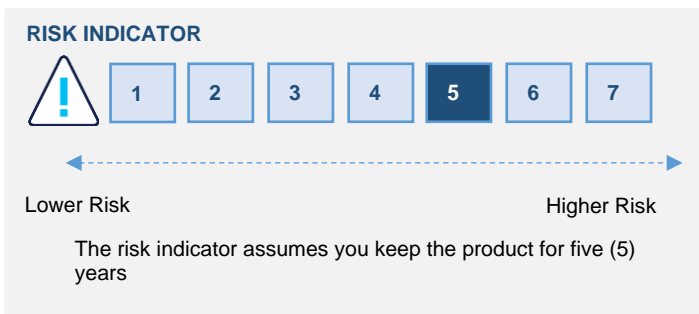 RISK INDICATOR
! 1 2 3 4 5 6 7
Lower Risk Higher Risk
The risk indicator assumes you keep the product for five (5)
years